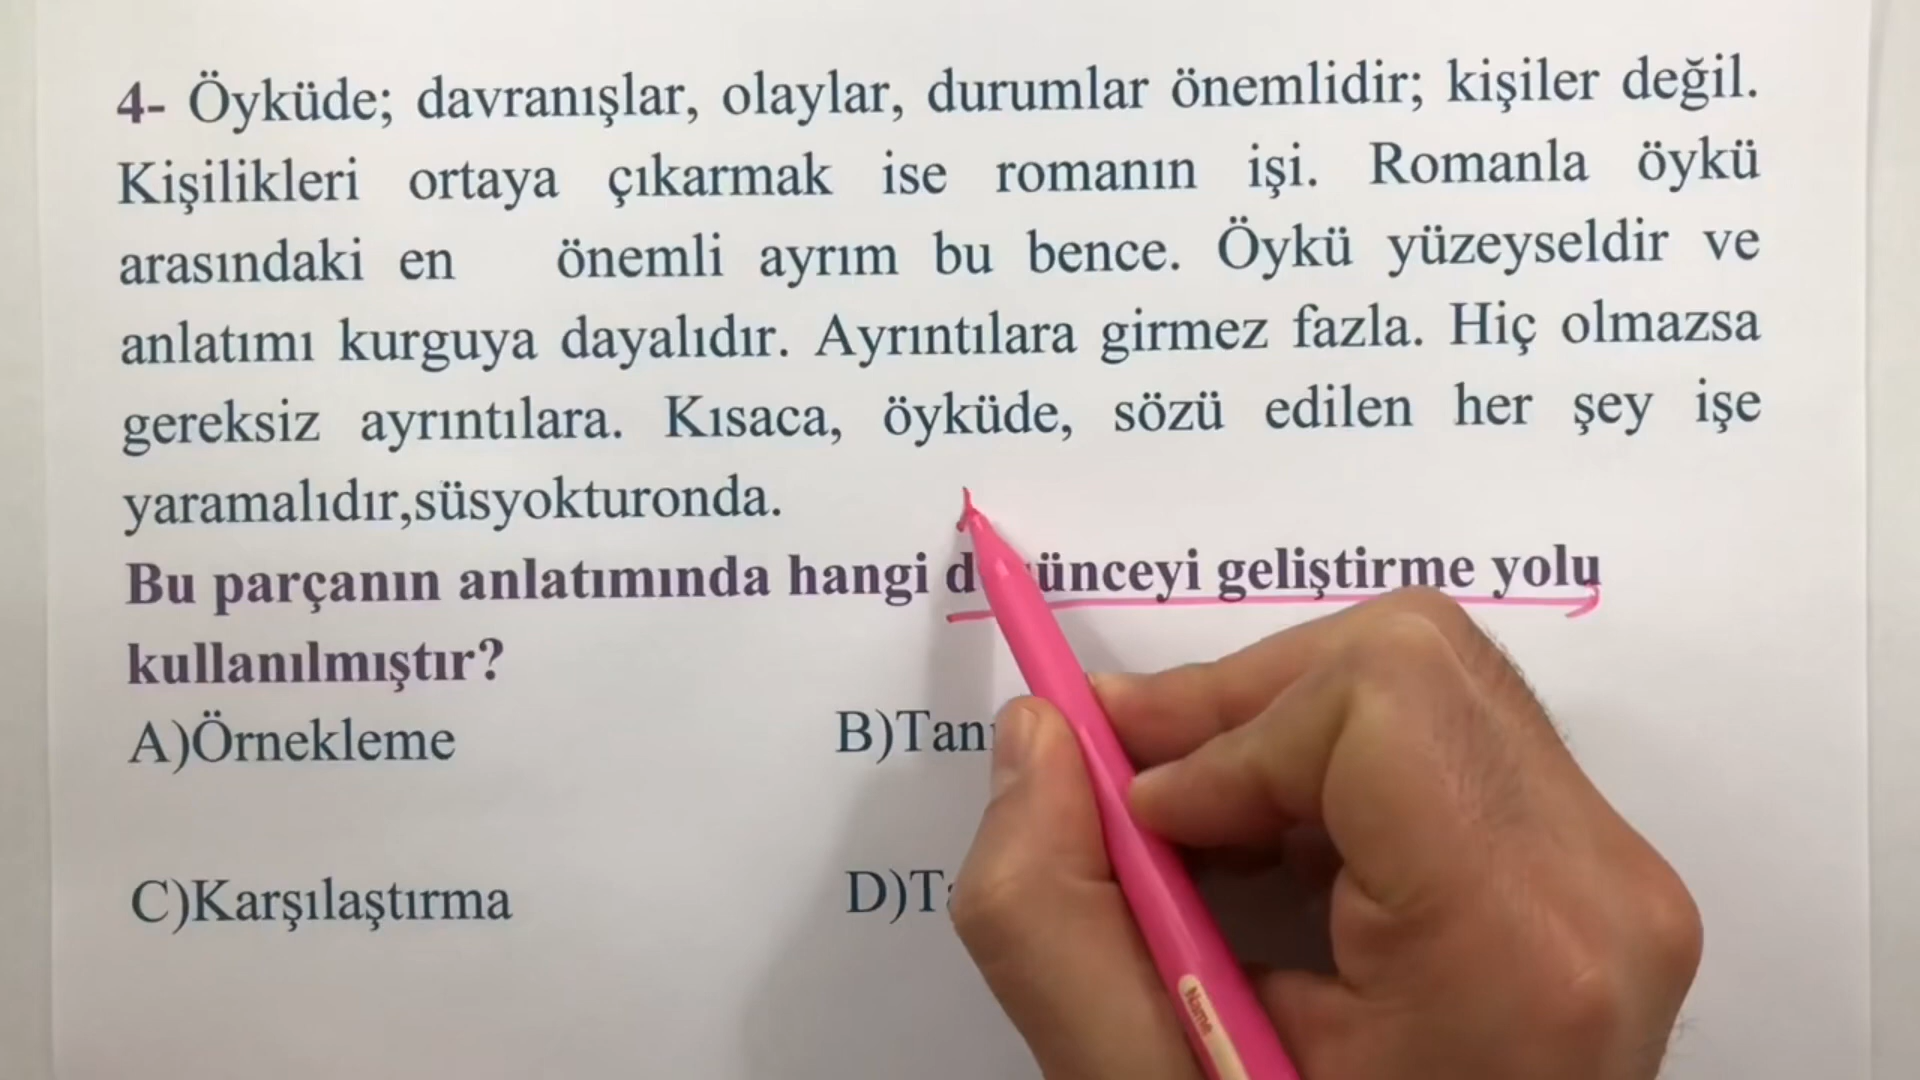 4- Öyküde; davranışlar, olaylar, durumlar önemlidir; kişiler değil.
Kişilikleri ortaya çıkarmak ise romanın işi. Romanla öykü
arasındaki en önemli ayrım bu bence. Öykü yüzeyseldir ve
anlatımı kurguya dayalıdır. Ayrıntılara girmez fazla. Hiç olmazsa
gereksiz ayrıntılara. Kısaca, öyküde, sözü edilen her şey işe
yaramalıdır,süsyokturonda.
Bu parçanın anlatımında hangi düşünceyi geliştirme yolu
kullanılmıştır?
A)Örnekleme
B)
C)Karşılaştırma
D)
Name